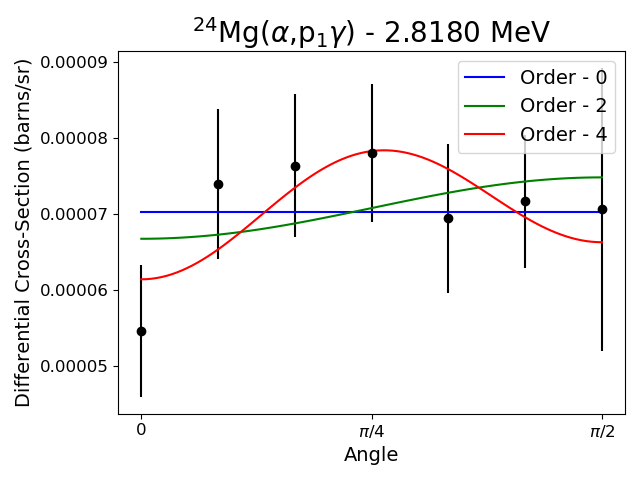 ²⁴Mg(α,p₁γ) - 2.8180 MeV
Differential Cross-Section (barns/sr)
0.00009
0.00008
0.00007
0.00006
0.00005
Order - 0
Order - 2
Order - 4
0
π/4
π/2
Angle